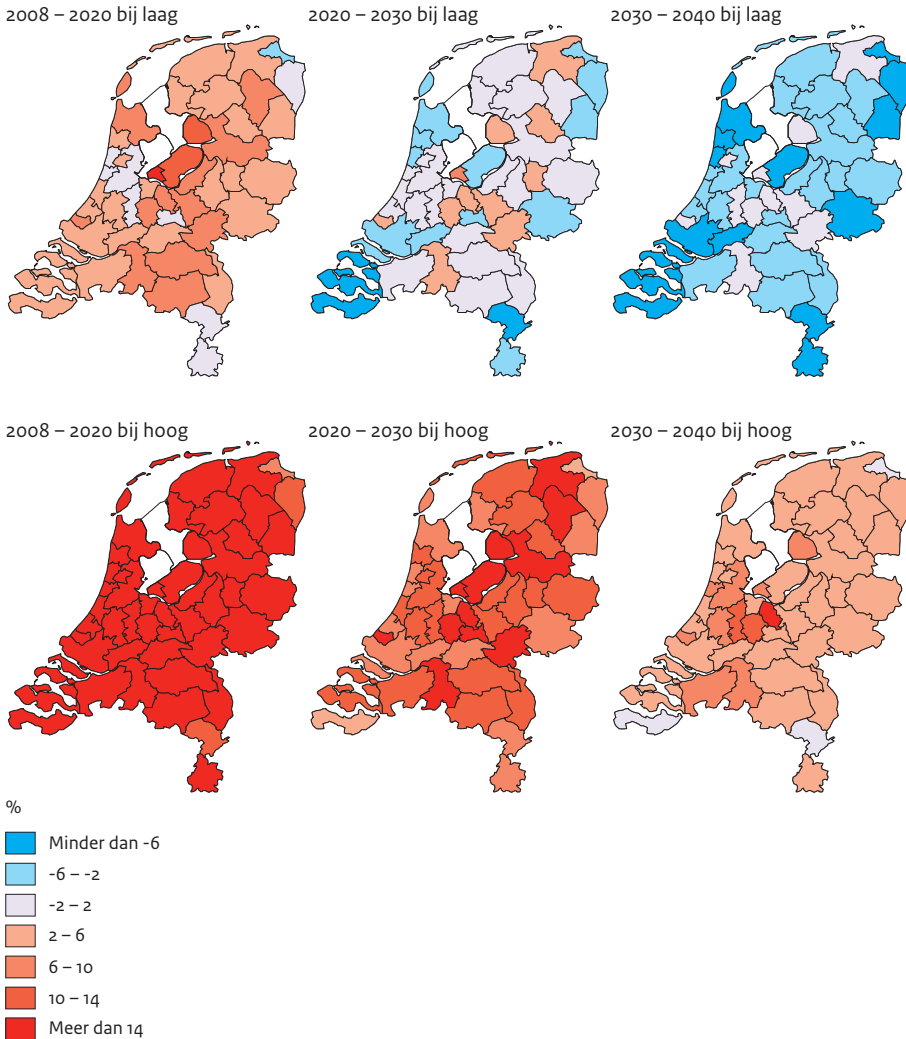 2008 – 2020 bij laag
2020 – 2030 bij laag
2030 – 2040 bij laag
2008 – 2020 bij hoog
2020 – 2030 bij hoog
2030 – 2040 bij hoog
%
Minder dan -6
-6 – -2
-2 – 2
2 – 6
6 – 10
10 – 14
Meer dan 14